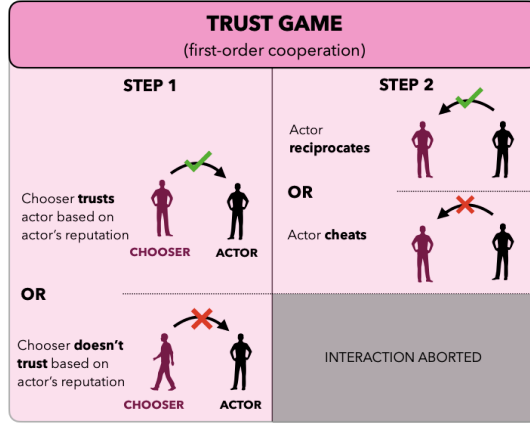 TRUST GAME
(first-order cooperation)
STEP 1
Chooser trusts
actor based on
actor's reputation
CHOOSER
ACTOR
OR
Chooser doesn't
trust based on
actor's reputation
CHOOSER
ACTOR
STEP 2
Actor
reciprocates
OR
Actor cheats
INTERACTION ABORTED